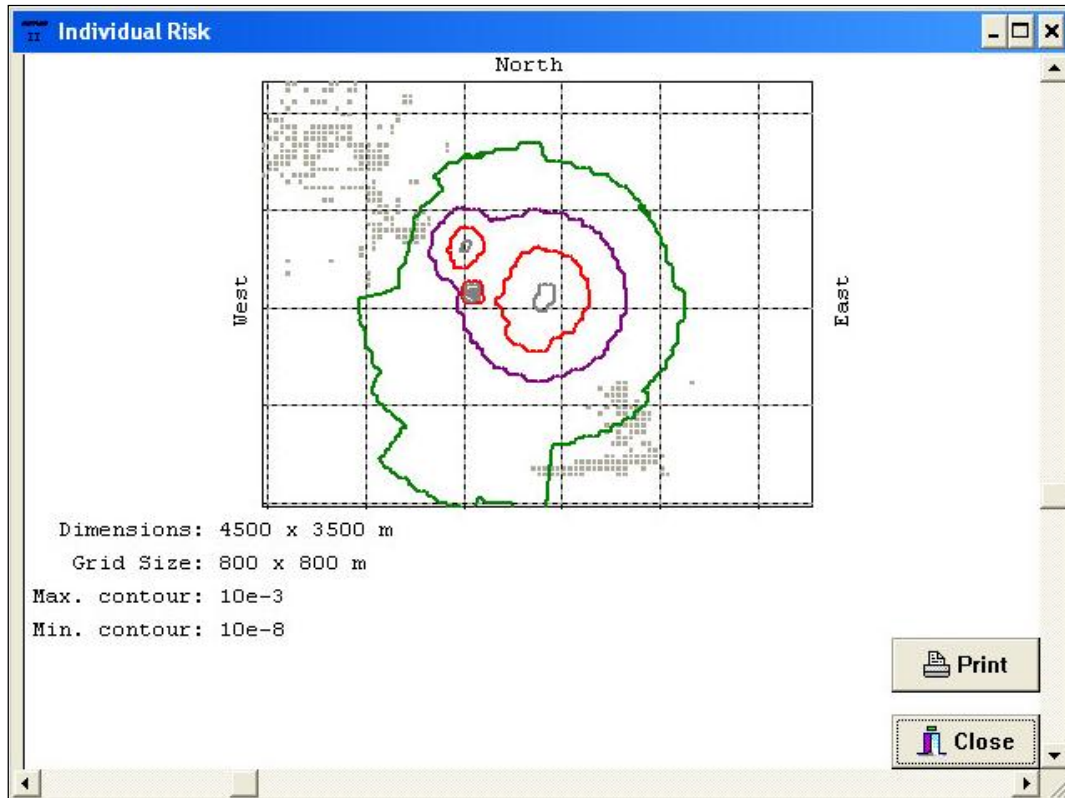 Individual Risk
North
West
East
Dimensions: 4500 x 3500 m
Grid Size: 800 x 800 m
Max. contour: 10e-3
Min. contour: 10e-8
Print
Close